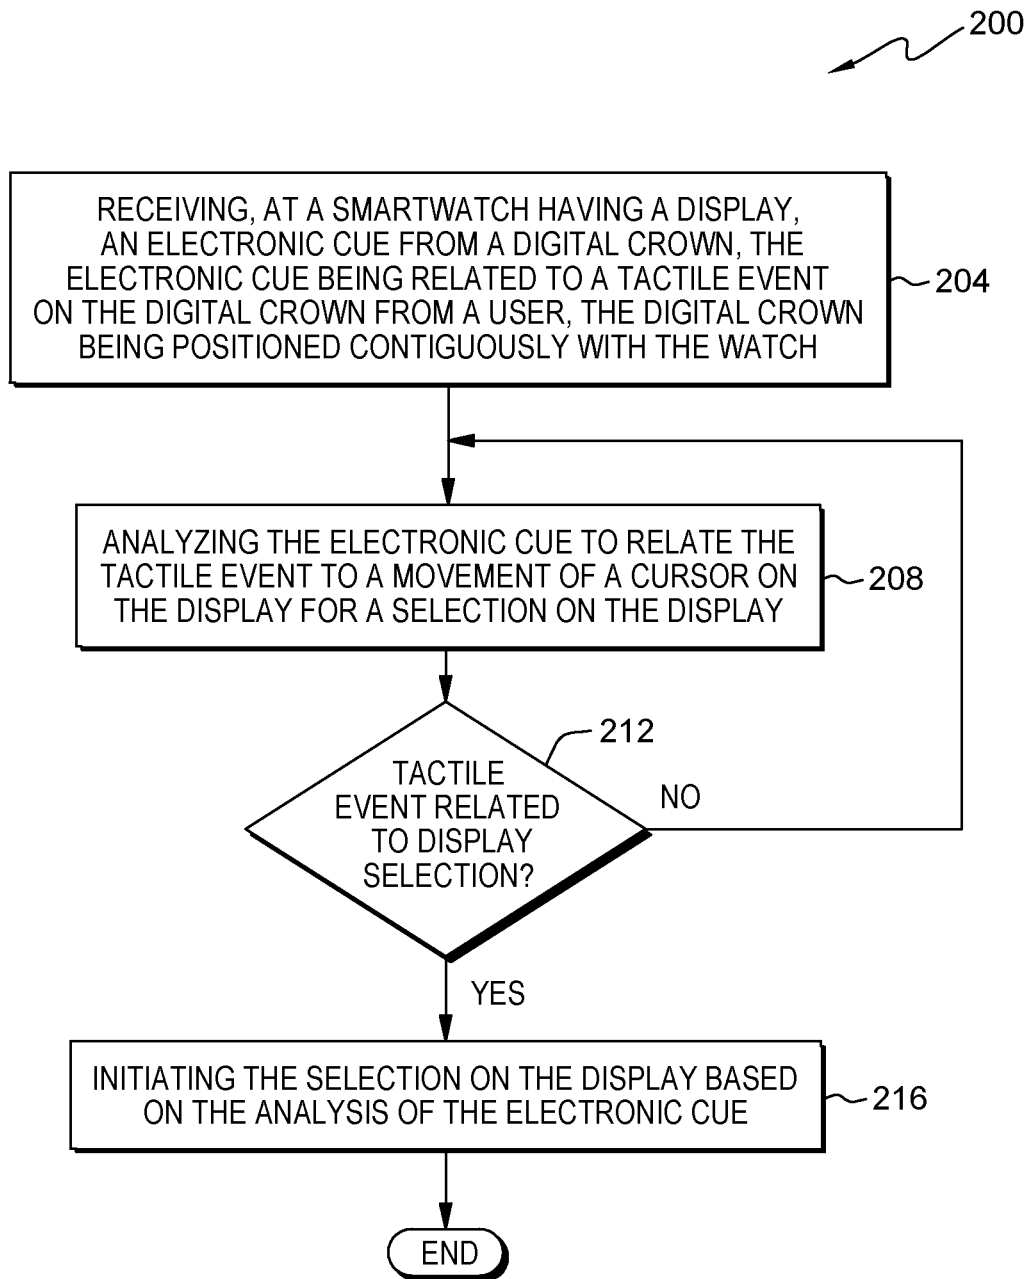 200
RECEIVING, AT A SMARTWATCH HAVING A DISPLAY,
AN ELECTRONIC CUE FROM A DIGITAL CROWN, THE
ELECTRONIC CUE BEING RELATED TO A TACTILE EVENT
ON THE DIGITAL CROWN FROM A USER, THE DIGITAL CROWN
BEING POSITIONED CONTIGUOUSLY WITH THE WATCH
204
ANALYZING THE ELECTRONIC CUE TO RELATE THE
TACTILE EVENT TO A MOVEMENT OF A CURSOR ON
THE DISPLAY FOR A SELECTION ON THE DISPLAY
208
212
TACTILE
EVENT RELATED
TO DISPLAY
SELECTION?
NO
YES
INITIATING THE SELECTION ON THE DISPLAY BASED
ON THE ANALYSIS OF THE ELECTRONIC CUE
216
END